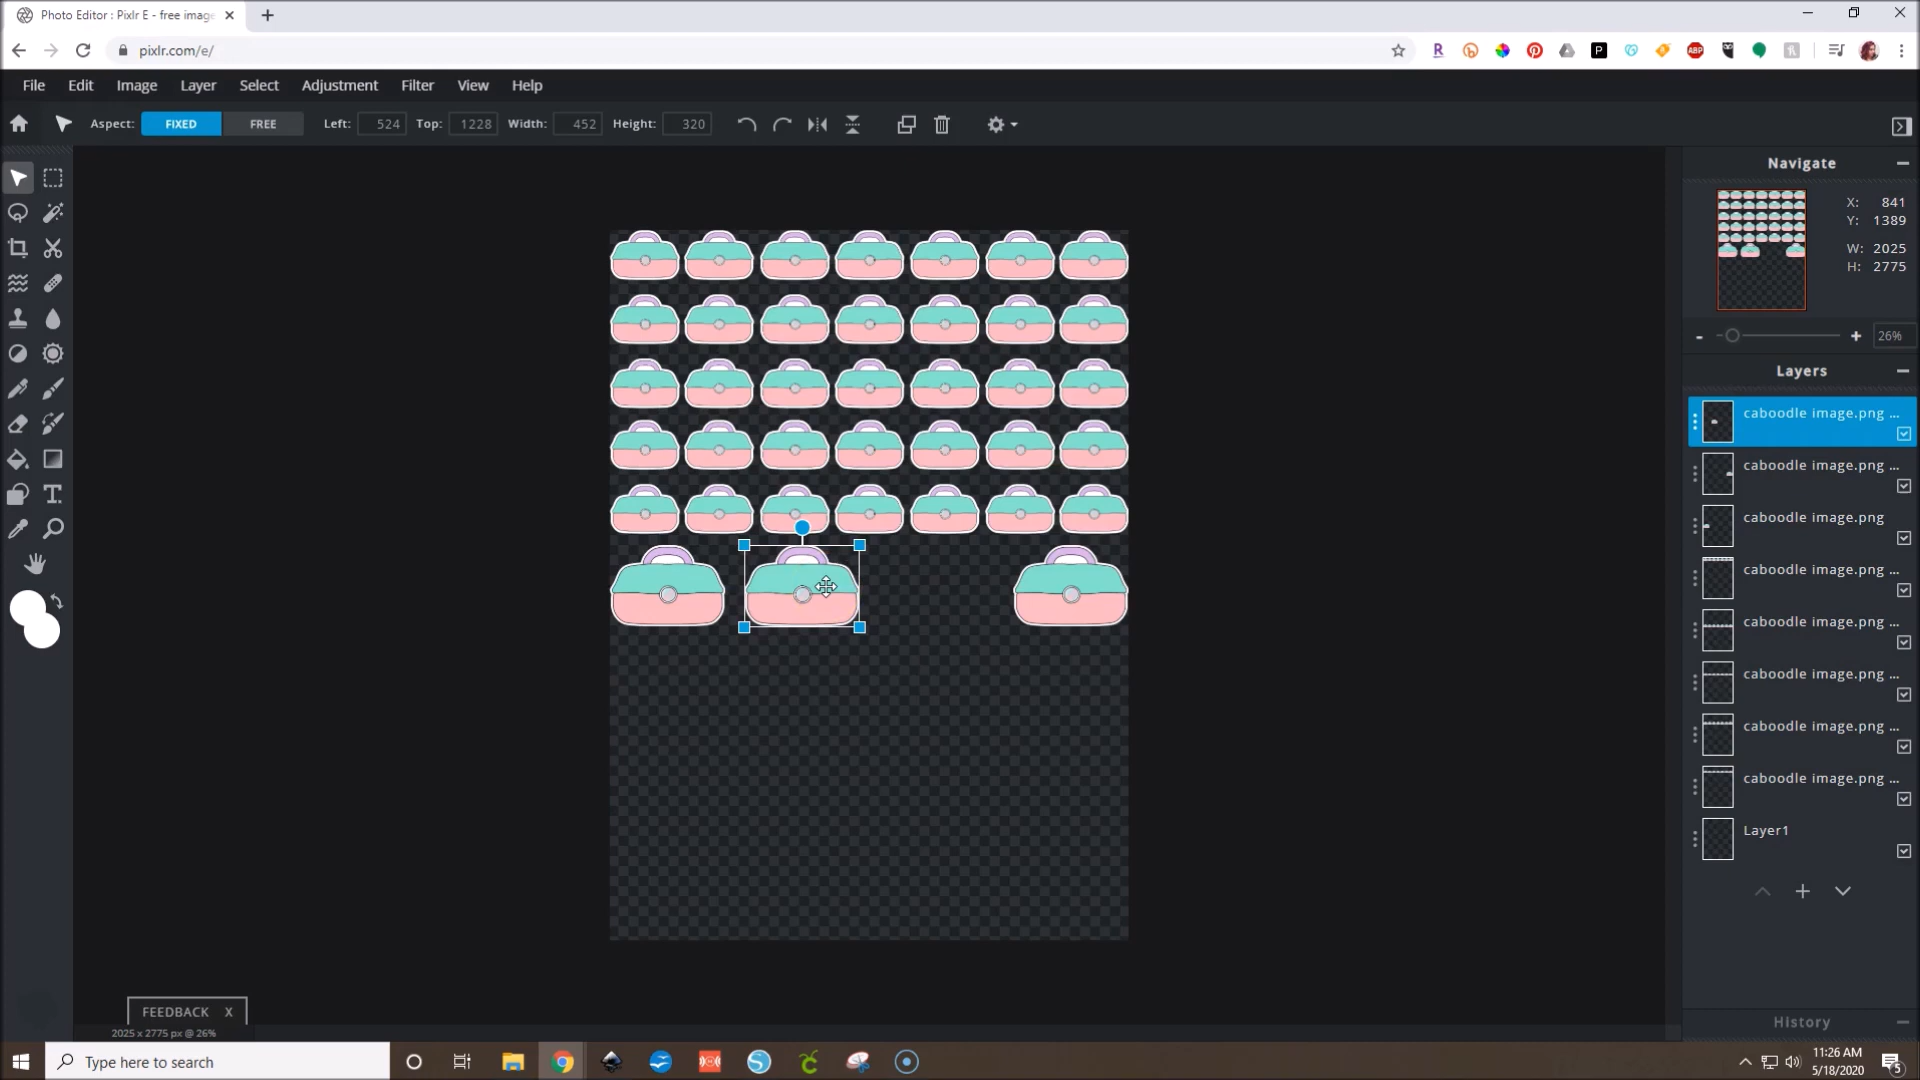 Photo Editor : Pixlr E - free imag
pixlr.com/e/
File Edit Image Layer Select Adjustment Filter View Help
Aspect: FIXED FREE Left: 524 Top: 1228 Width: 452 Height: 320
Navigate
X: 841
Y: 1389
W: 2025
H: 2775
26%
Layers
caboodle image.png ...
caboodle image.png ...
caboodle image.png
caboodle image.png ...
caboodle image.png ...
caboodle image.png ...
caboodle image.png ...
caboodle image.png ...
Layer1
History
FEEDBACK X
2025 x 2775 px @ 26%
Type here to search
11:26 AM
5/18/2020
5